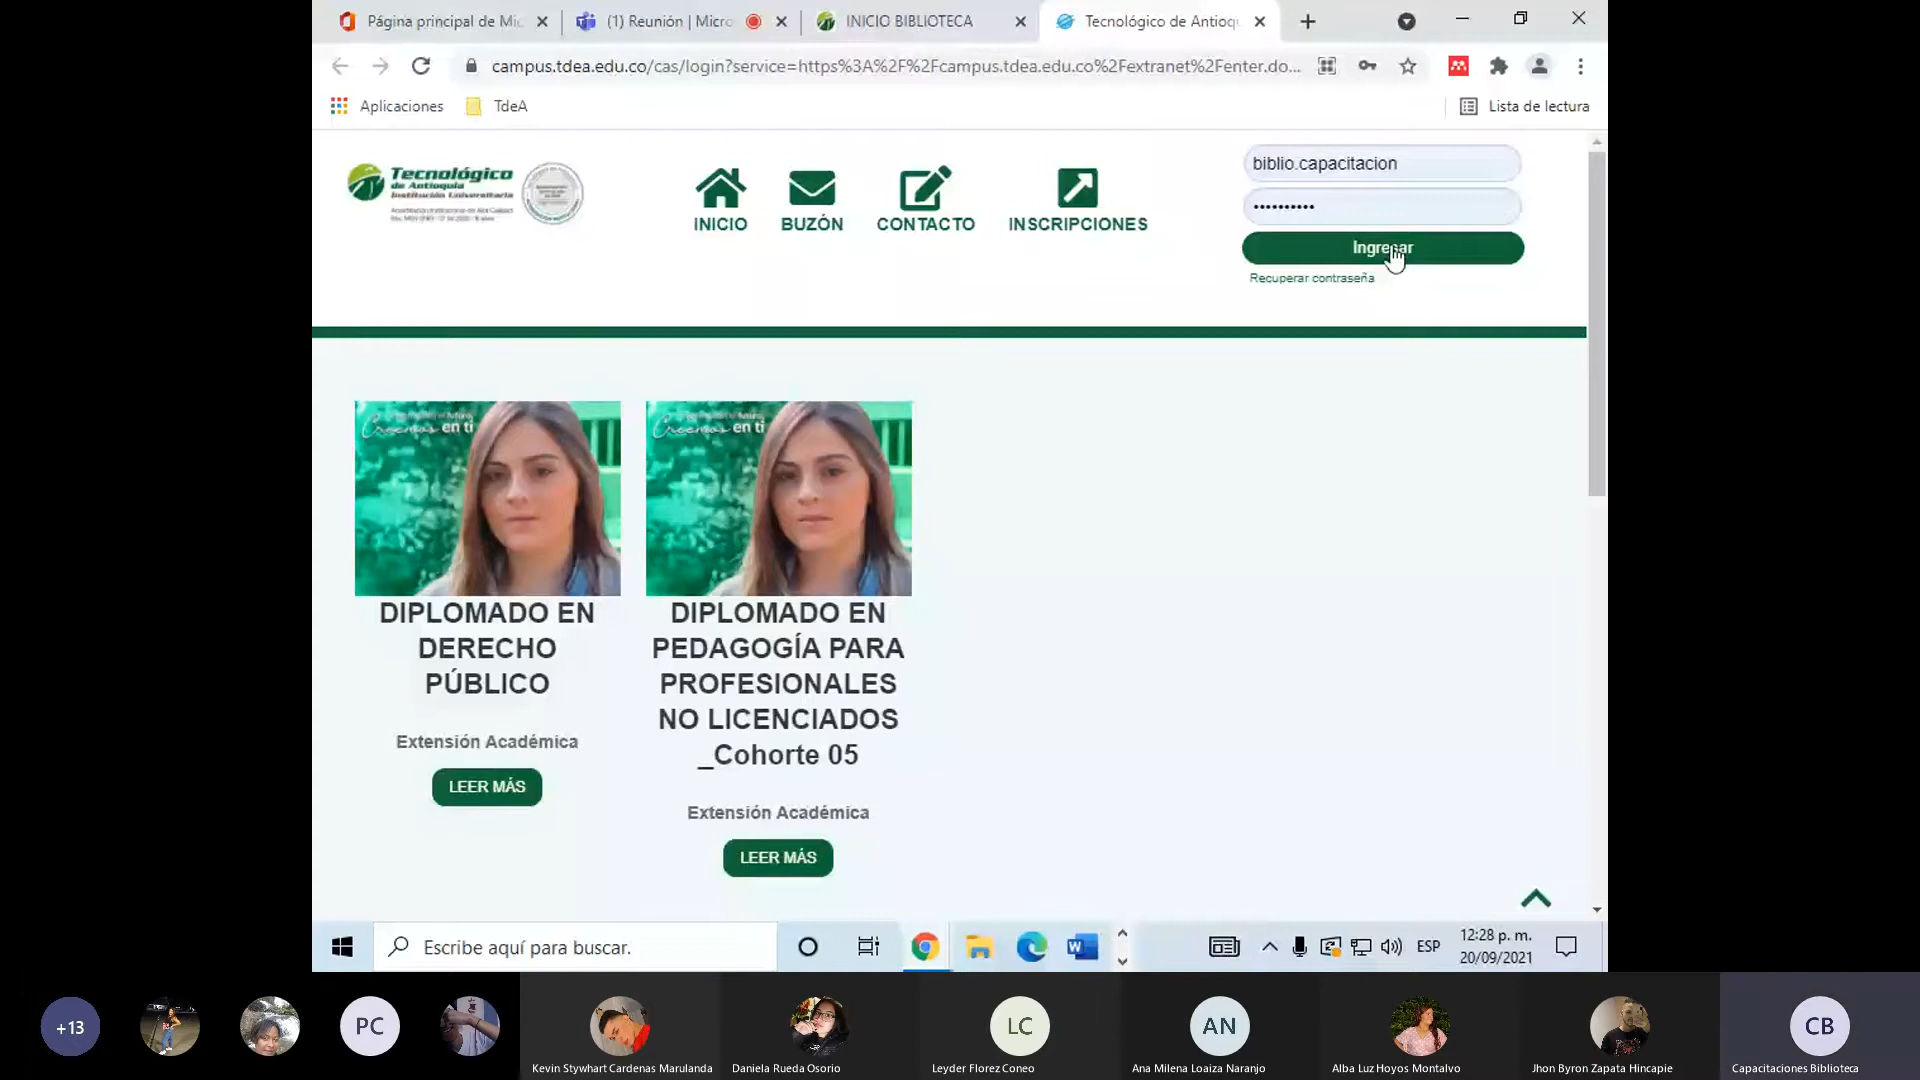 Página principal de Mic
(1) Reunión | Micro
INICIO BIBLIOTECA
Tecnológico de Antioqu
campus.tdea.edu.co/cas/login?service=https%3A%2F%2Fcampus.tdea.edu.co%2Fextranet%2Fenter.do...
Aplicaciones
TdeA
Lista de lectura
Tecnológico
de Antioquia
Institución Universitaria
INICIO
BUZÓN
CONTACTO
INSCRIPCIONES
biblio.capacitacion
••••••••••
Ingresar
Recuperar contraseña
Creemos en ti
Creemos en ti
DIPLOMADO EN
DERECHO
PÚBLICO
Extensión Académica
LEER MÁS
DIPLOMADO EN
PEDAGOGÍA PARA
PROFESIONALES
NO LICENCIADOS
_Cohorte 05
Extensión Académica
LEER MÁS
Escribe aquí para buscar.
ESP
12:28 p. m.
20/09/2021
+13
PC
LC
AN
CB
Kevin Stywhart Cardenas Marulanda
Daniela Rueda Osorio
Leyder Florez Coneo
Ana Milena Loaiza Naranjo
Alba Luz Hoyos Montalvo
Jhon Byron Zapata Hincapie
Capacitaciones Biblioteca